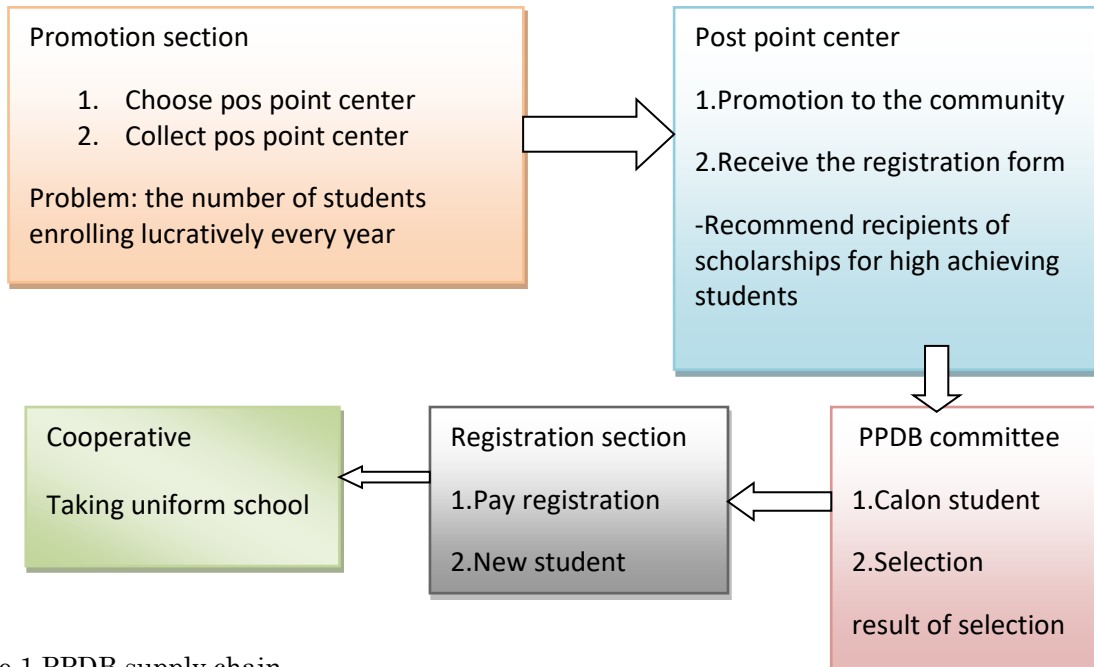 Promotion section
1. Choose pos point center
2. Collect pos point center
Problem: the number of students
enrolling lucratively every year
Post point center
1.Promotion to the community
2.Receive the registration form
-Recommend recipients of
scholarships for high achieving
students
PPDB committee
1.Calon student
2.Selection
result of selection
Registration section
1.Pay registration
2.New student
Cooperative
Taking uniform school
1 PPDB supply chain